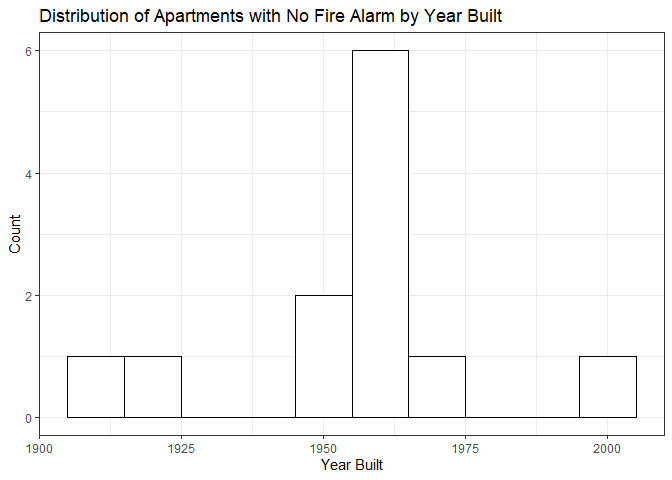 Distribution of Apartments with No Fire Alarm by Year Built
6
4
2
0
Count
1900 1925 1950 1975 2000
Year Built